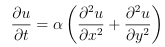 ∂u/∂t = α (∂²u/∂x² + ∂²u/∂y²)